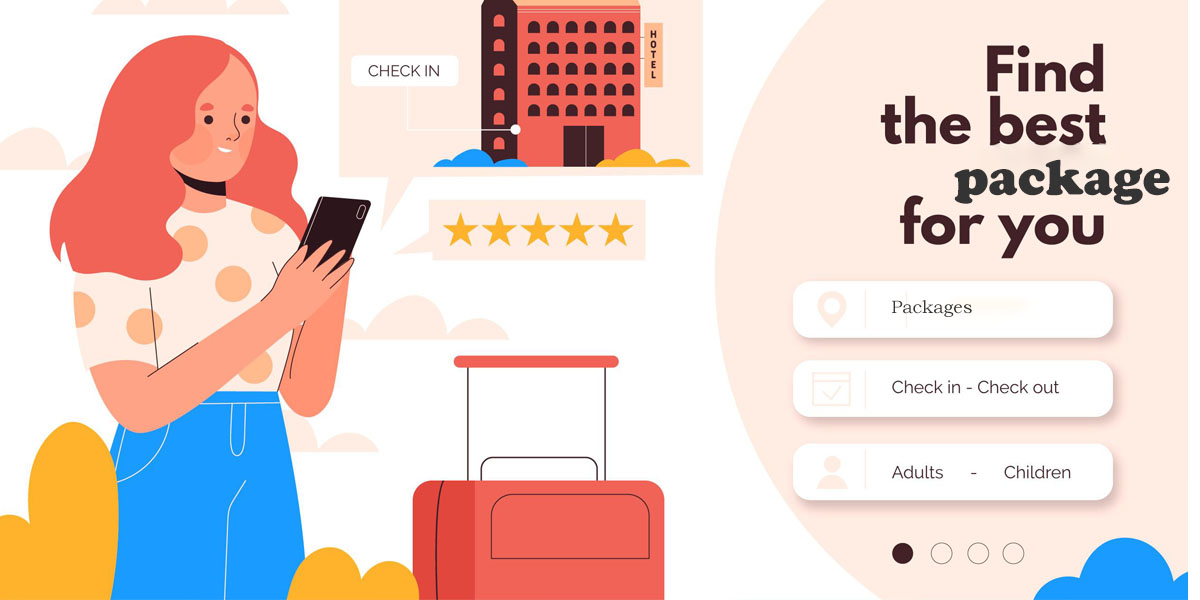 CHECK IN
HOTEL
Find
the best
package
for you
Packages
Check in - Check out
Adults - Children